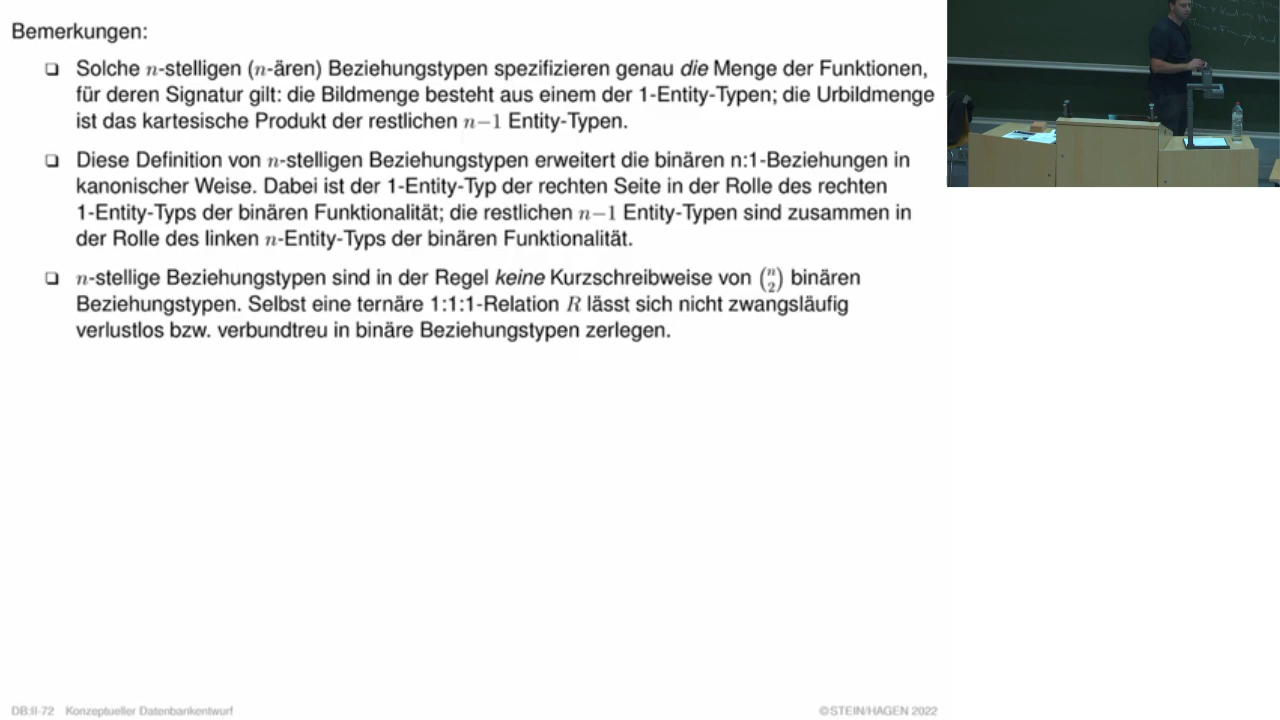 Bemerkungen:
❑ Solche n-stelligen (n-ären) Beziehungstypen spezifizieren genau die Menge der Funktionen,
für deren Signatur gilt: die Bildmenge besteht aus einem der 1-Entity-Typen; die Urbildmenge
ist das kartesische Produkt der restlichen n−1 Entity-Typen.
❑ Diese Definition von n-stelligen Beziehungstypen erweitert die binären n:1-Beziehungen in
kanonischer Weise. Dabei ist der 1-Entity-Typ der rechten Seite in der Rolle des rechten
1-Entity-Typs der binären Funktionalität; die restlichen n−1 Entity-Typen sind zusammen in
der Rolle des linken n-Entity-Typs der binären Funktionalität.
❑ n-stellige Beziehungstypen sind in der Regel keine Kurzschreibweise von (n 2) binären
Beziehungstypen. Selbst eine ternäre 1:1:1-Relation R lässt sich nicht zwangsläufig
verlustlos bzw. verbundtreu in binäre Beziehungstypen zerlegen.
DB:II-72 Konzeptueller Datenbankentwurf
©STEIN/HAGEN 2022